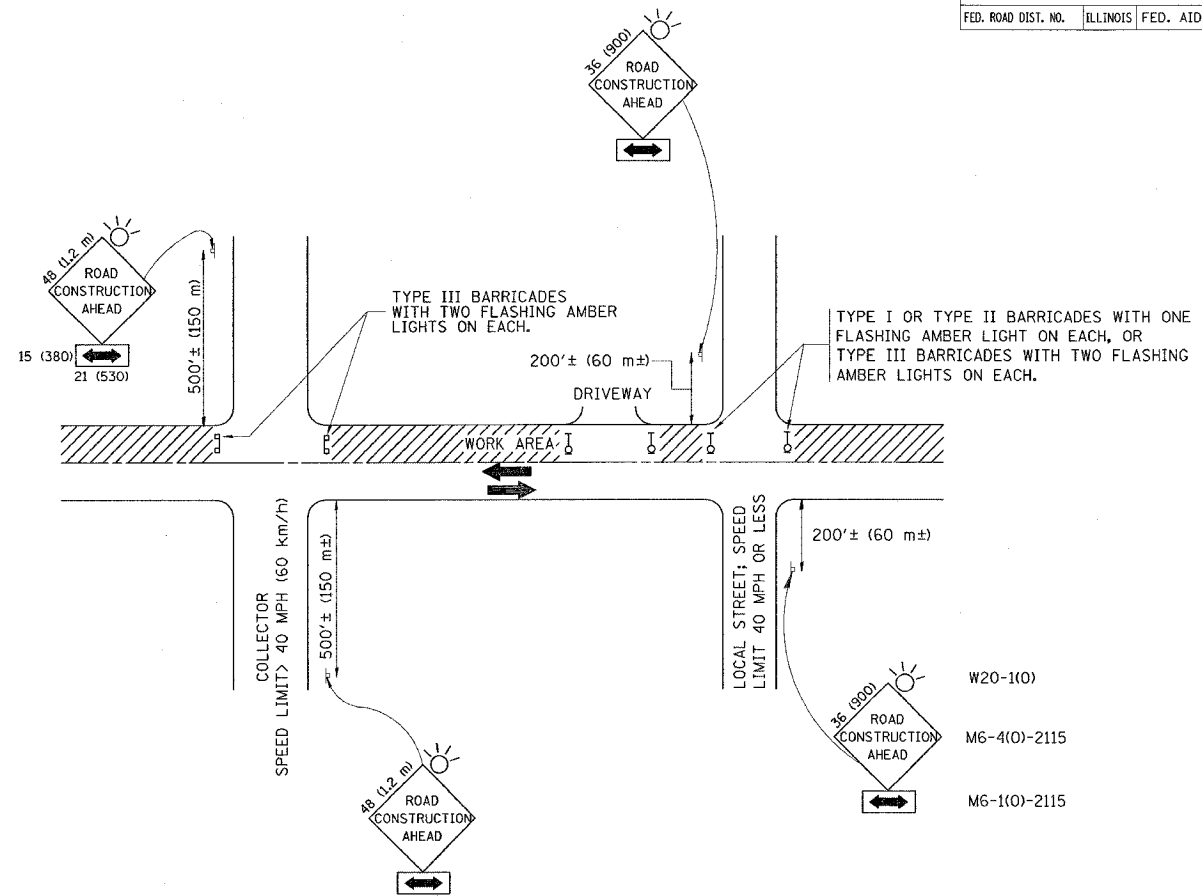 FED. ROAD DIST. NO. ILLINOIS FED. AID
36 (900)
ROAD
CONSTRUCTION
AHEAD
48 (1.2 m)
ROAD
CONSTRUCTION
AHEAD
15 (380)
21 (530)
500'± (150 m)
TYPE III BARRICADES
WITH TWO FLASHING AMBER
LIGHTS ON EACH.
200'± (60 m±)
DRIVEWAY
TYPE I OR TYPE II BARRICADES WITH ONE
FLASHING AMBER LIGHT ON EACH, OR
TYPE III BARRICADES WITH TWO FLASHING
AMBER LIGHTS ON EACH.
WORK AREA
COLLECTOR
SPEED LIMIT> 40 MPH (60 km/h)
500'± (150 m±)
LOCAL STREET; SPEED
LIMIT 40 MPH OR LESS
200'± (60 m±)
48 (1.2 m)
ROAD
CONSTRUCTION
AHEAD
36 (900)
ROAD
CONSTRUCTION
AHEAD
W20-1(O)
M6-4(O)-2115
M6-1(O)-2115